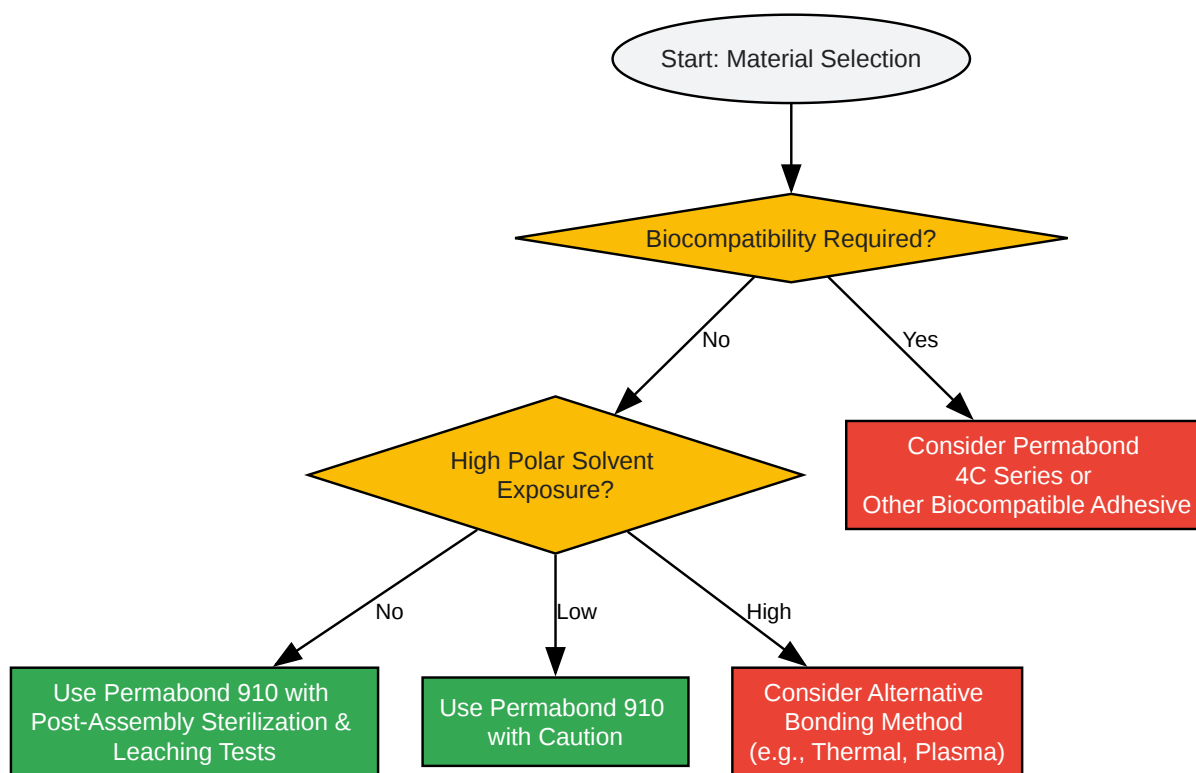 Start: Material Selection
Biocompatibility Required?
No
Yes
High Polar Solvent
Exposure?
Consider Permabond
4C Series or
Other Biocompatible Adhesive
No
Low
High
Use Permabond 910 with
Post-Assembly Sterilization &
Leaching Tests
Use Permabond 910
with Caution
Consider Alternative
Bonding Method
(e.g., Thermal, Plasma)